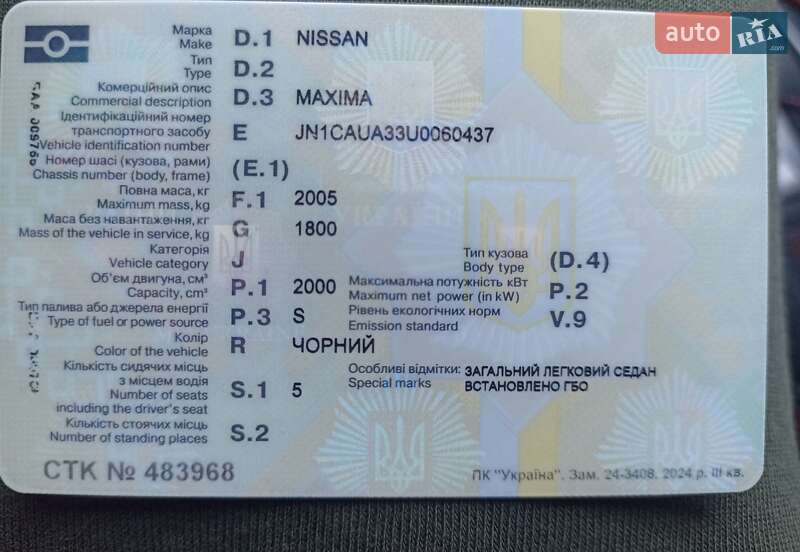 auto RIA .com
Марка
Make D.1 NISSAN
Тип
Type D.2
Комерційний опис
Commercial description D.3 MAXIMA
Ідентифікаційний номер
транспортного засобу E JN1CAUA33U0060437
Vehicle identification number
Номер шасі (кузова, рами)
Chassis number (body, frame) (E.1)
Повна маса, кг
Maximum mass, kg F.1 2005
Маса без навантаження, кг
Mass of the vehicle in service, kg G 1800
Категорія
Vehicle category J
Тип кузова
Body type (D.4)
Об'єм двигуна, см³
Capacity, cm³ P.1 2000
Максимальна потужність кВт
Maximum net power (in kW) P.2
Тип палива або джерела енергії
Type of fuel or power source P.3 S
Рівень екологічних норм
Emission standard V.9
Колір
Color of the vehicle R ЧОРНИЙ
Кількість сидячих місць
з місцем водія
Number of seats
including the driver's seat S.1 5
Особливі відмітки: ЗАГАЛЬНИЙ ЛЕГКОВИЙ СЕДАН
Special marks ВСТАНОВЛЕНО ГБО
Кількість стоячих місць
Number of standing places S.2
СТК № 483968
ПК "Україна". Зам. 24-3408. 2024 р. III кв.